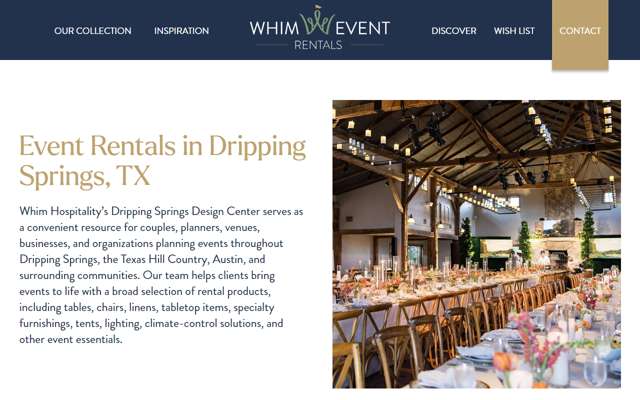 OUR COLLECTION
INSPIRATION
WHIM EVENT
RENTALS
DISCOVER
WISH LIST
CONTACT
Event Rentals in Dripping
Springs, TX
Whim Hospitality's Dripping Springs Design Center serves as
a convenient resource for couples, planners, venues,
businesses, and organizations planning events throughout
Dripping Springs, the Texas Hill Country, Austin, and
surrounding communities. Our team helps clients bring
events to life with a broad selection of rental products,
including tables, chairs, linens, tabletop items, specialty
furnishings, tents, lighting, climate-control solutions, and
other event essentials.